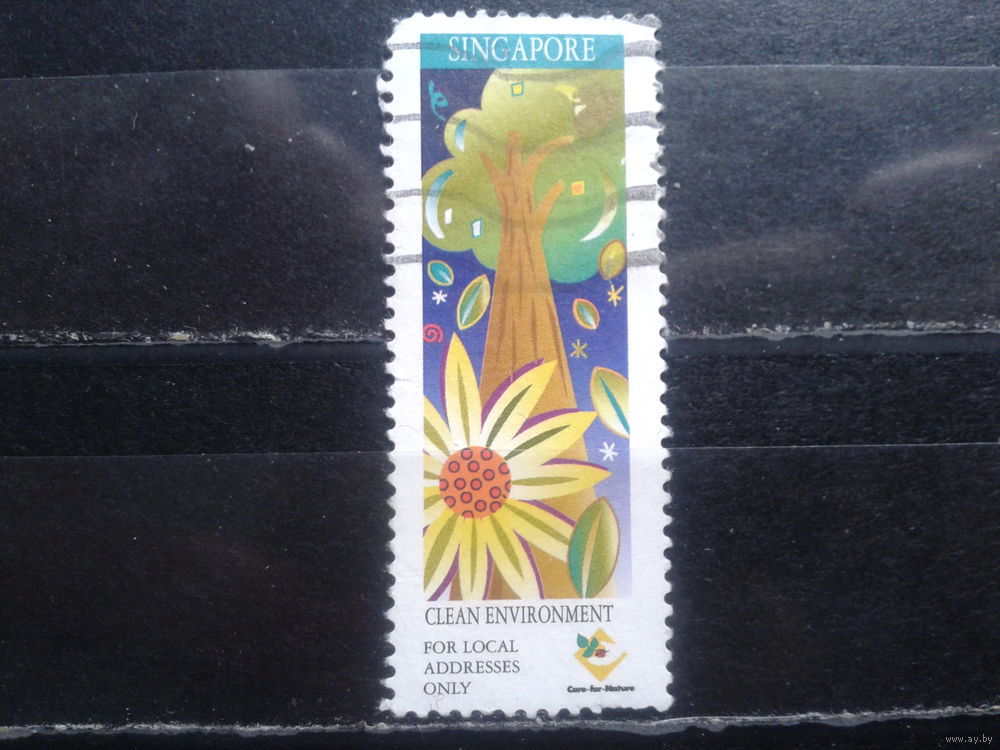 SINGAPORE
CLEAN ENVIRONMENT
FOR LOCAL
ADDRESSES
ONLY
Care-for-Nature
www.ay.by